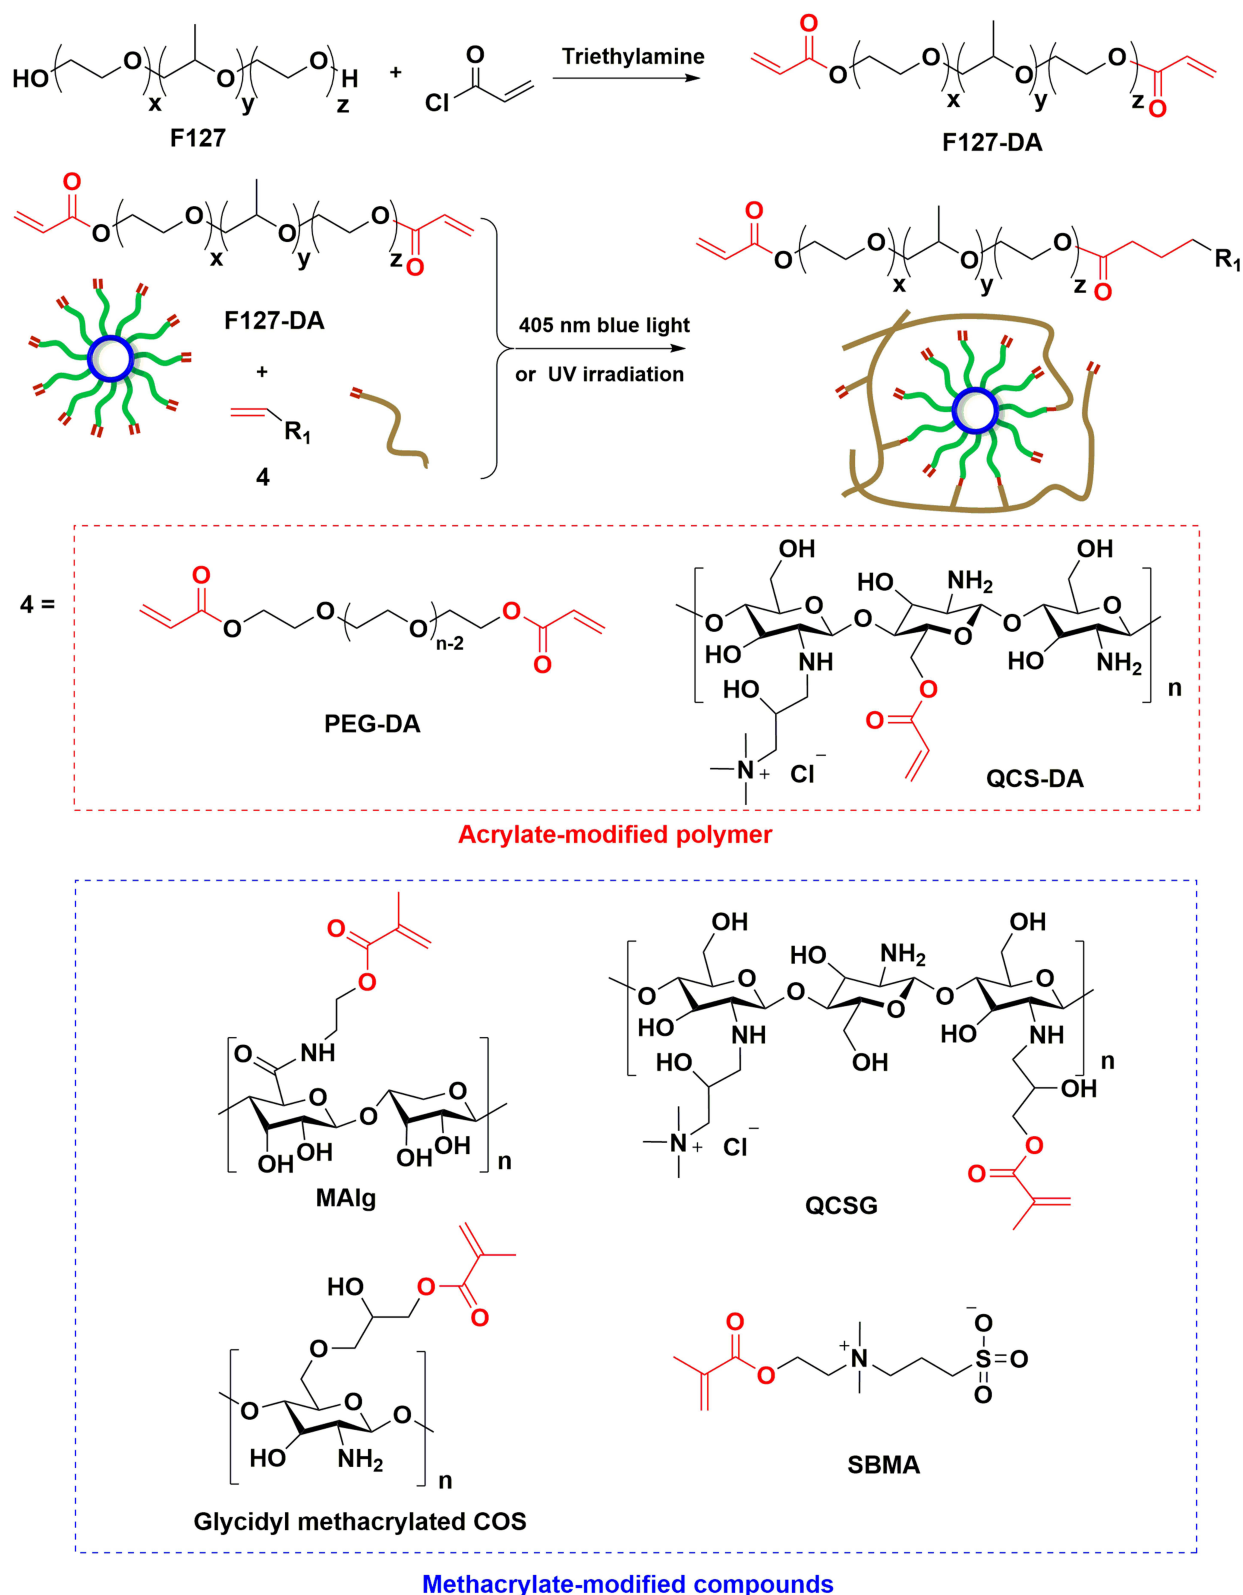 HO O x O y O H z
F127
+
O Cl
Triethylamine
O O O x O y O z O
F127-DA
O O O x O y O z O
F127-DA
+
R1
4
405 nm blue light
or UV irradiation
O O O x O y O z O R1
4 =
O O O O n-2 O O
PEG-DA
OH O O HO NH O HO NH2 O O OH O HO NH2 n
HO O O
N + Cl −
QCS-DA
Acrylate-modified polymer
O O NH O O OH OH O O OH OH n
MAlg
OH O O HO NH O HO NH2 O OH O OH O HO NH n
HO N + Cl − OH O O
QCSG
HO O O O O O HO NH2 O n
Glycidyl methacrylated COS
O O N + − O S O O
SBMA
Methacrylate-modified compounds